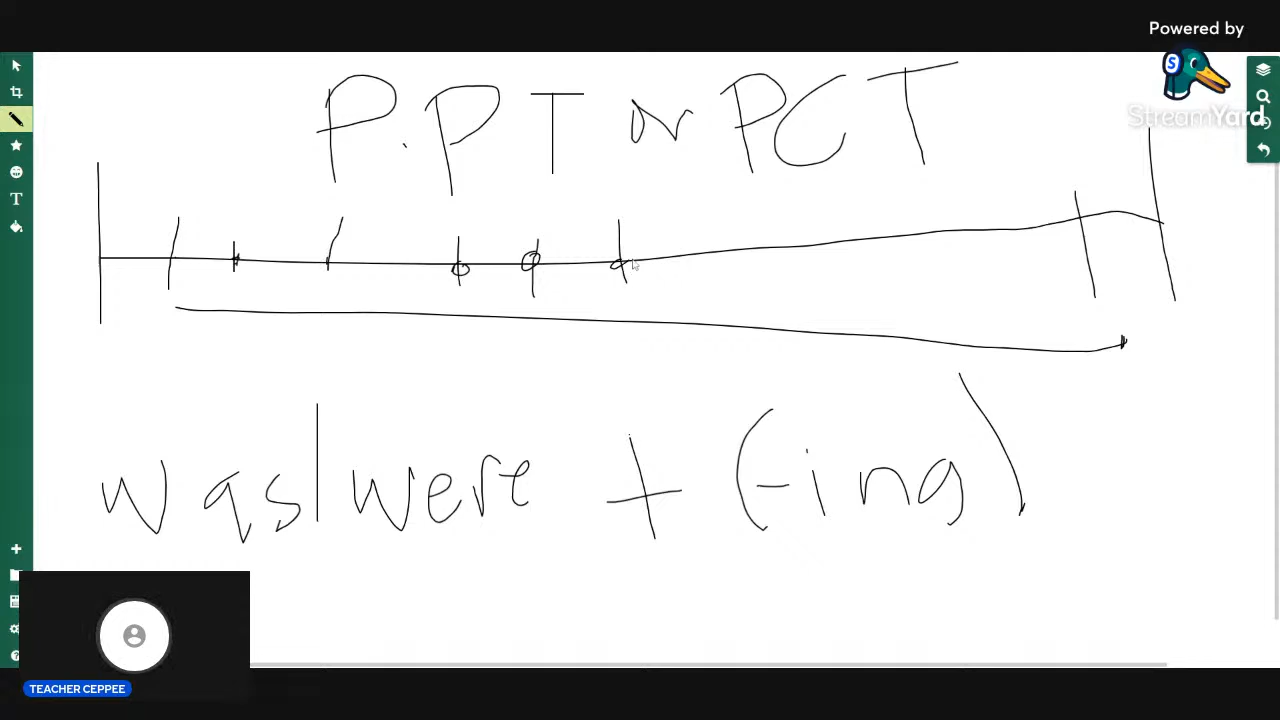 Powered by
StreamYard
P.PT or PCT
was/were + (-ing)
TEACHER CEPPEE